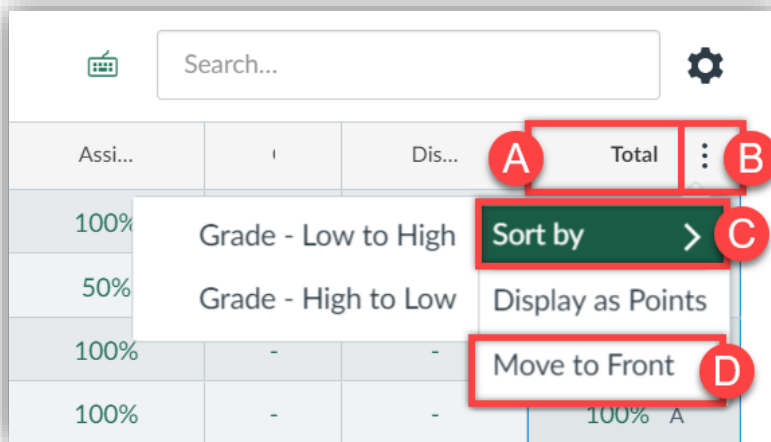 Search...
Assi... Dis... A Total B
100% Grade - Low to High Sort by C
50% Grade - High to Low Display as Points
100% - - Move to Front D
100% - - 100% A